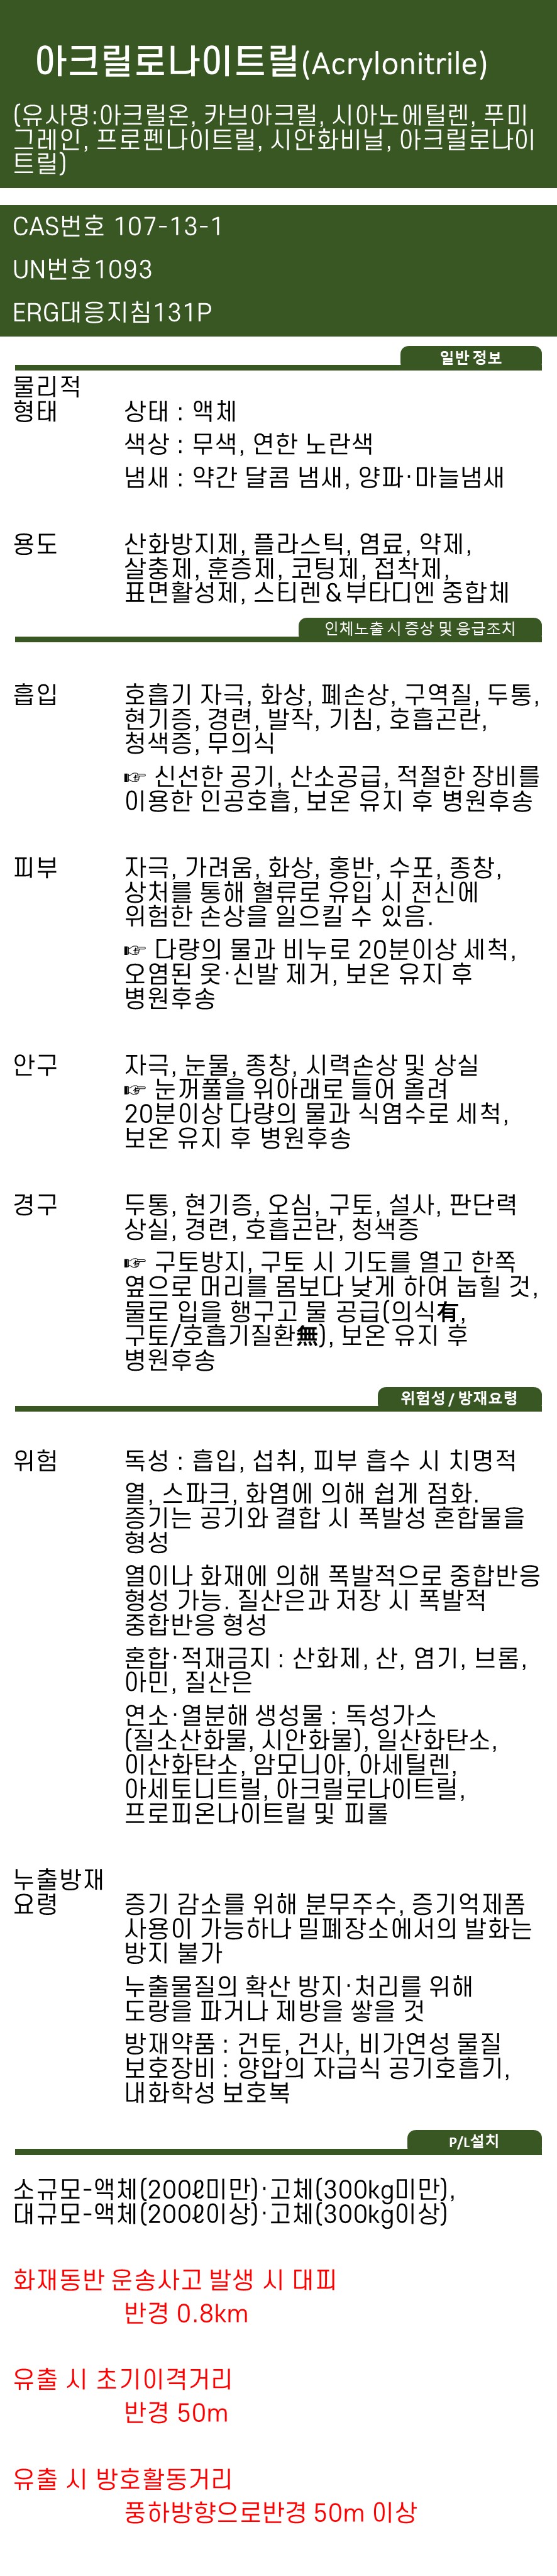 아크릴로나이트릴(Acrylonitrile)
(유사명:아크릴온, 카브아크릴, 시아노에틸렌, 푸미
그레인, 프로펜나이트릴, 시안화비닐, 아크릴로나이
트릴)
CAS번호 107-13-1
UN번호1093
ERG대응지침131P
일반 정보
물리적
형태 상태 : 액체
색상 : 무색, 연한 노란색
냄새 : 약간 달콤 냄새, 양파·마늘냄새
용도 산화방지제, 플라스틱, 염료, 약제,
살충제, 훈증제, 코팅제, 접착제,
표면활성제, 스티렌&부타디엔 중합체
인체노출 시 증상 및 응급조치
흡입 호흡기 자극, 화상, 폐손상, 구역질, 두통,
현기증, 경련, 발작, 기침, 호흡곤란,
청색증, 무의식
☞ 신선한 공기, 산소공급, 적절한 장비를
이용한 인공호흡, 보온 유지 후 병원후송
피부 자극, 가려움, 화상, 홍반, 수포, 종창,
상처를 통해 혈류로 유입 시 전신에
위험한 손상을 일으킬 수 있음.
☞ 다량의 물과 비누로 20분이상 세척,
오염된 옷·신발 제거, 보온 유지 후
병원후송
안구 자극, 눈물, 종창, 시력손상 및 상실
☞ 눈꺼풀을 위아래로 들어 올려
20분이상 다량의 물과 식염수로 세척,
보온 유지 후 병원후송
경구 두통, 현기증, 오심, 구토, 설사, 판단력
상실, 경련, 호흡곤란, 청색증
☞ 구토방지, 구토 시 기도를 열고 한쪽
옆으로 머리를 몸보다 낮게 하여 눕힐 것,
물로 입을 행구고 물 공급(의식有,
구토/호흡기질환無), 보온 유지 후
병원후송
위험성 / 방재요령
위험 독성 : 흡입, 섭취, 피부 흡수 시 치명적
열, 스파크, 화염에 의해 쉽게 점화.
증기는 공기와 결합 시 폭발성 혼합물을
형성
열이나 화재에 의해 폭발적으로 중합반응
형성 가능. 질산은과 저장 시 폭발적
중합반응 형성
혼합·적재금지 : 산화제, 산, 염기, 브롬,
아민, 질산은
연소·열분해 생성물 : 독성가스
(질소산화물, 시안화물), 일산화탄소,
이산화탄소, 암모니아, 아세틸렌,
아세토니트릴, 아크릴로나이트릴,
프로피온나이트릴 및 피롤
누출방재
요령 증기 감소를 위해 분무주수, 증기억제폼
사용이 가능하나 밀폐장소에서의 발화는
방지 불가
누출물질의 확산 방지·처리를 위해
도랑을 파거나 제방을 쌓을 것
방재약품 : 건토, 건사, 비가연성 물질
보호장비 : 양압의 자급식 공기호흡기,
내화학성 보호복
P/L설치
소규모-액체(200ℓ미만)·고체(300kg미만),
대규모-액체(200ℓ이상)·고체(300kg이상)
화재동반 운송사고 발생 시 대피
반경 0.8km
유출 시 초기이격거리
반경 50m
유출 시 방호활동거리
풍하방향으로반경 50m 이상